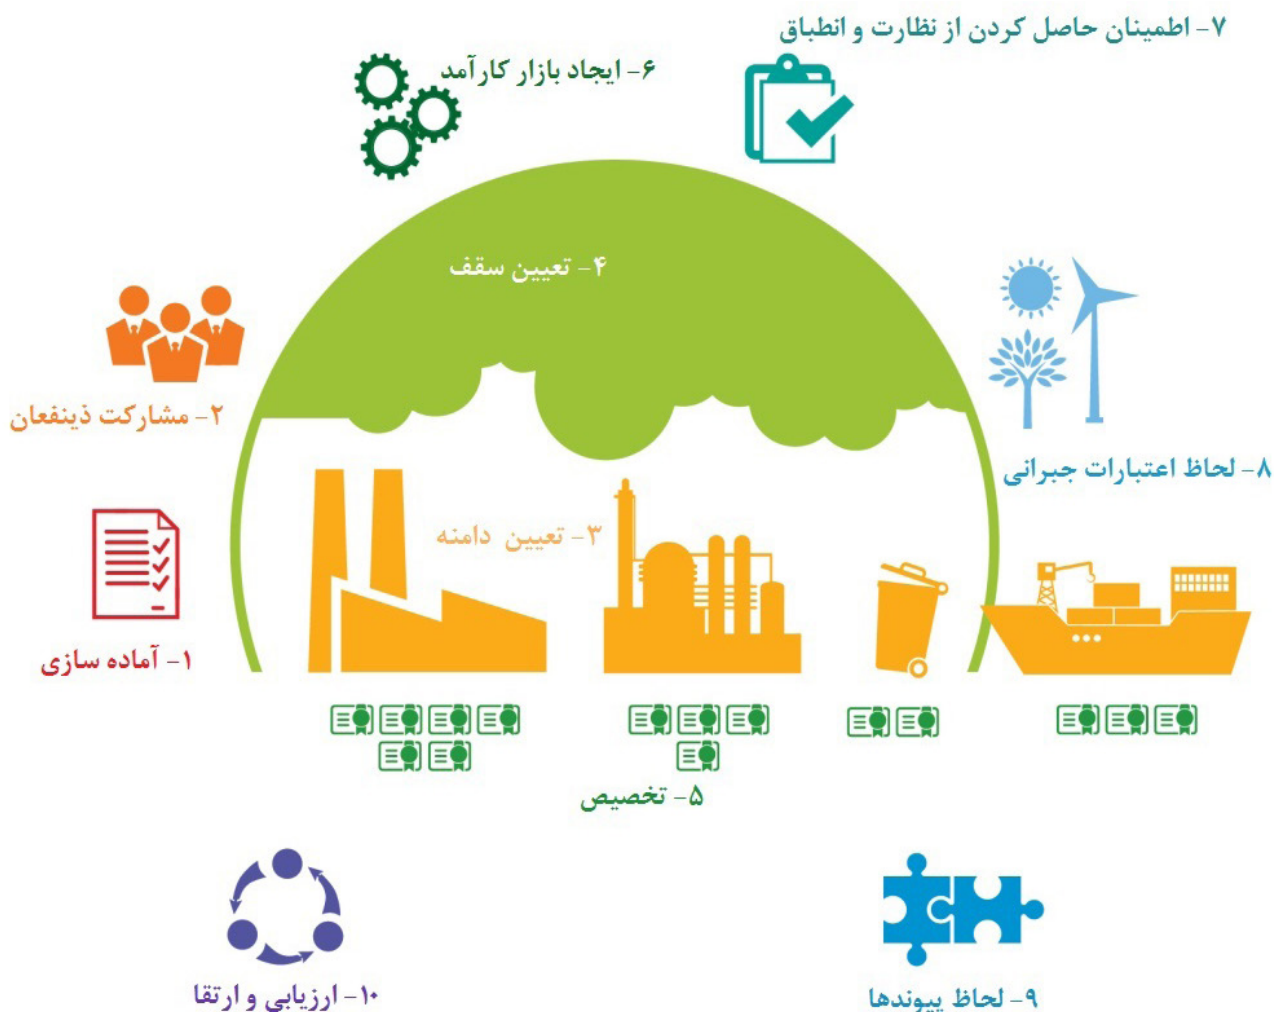 ۷- اطمینان حاصل کردن از نظارت و انطباق
۶- ایجاد بازار کارآمد
۴- تعیین سقف
۲- مشارکت ذینفعان
۸- لحاظ اعتبارات جبرانی
۳- تعیین دامنه
۱- آماده سازی
۵- تخصیص
۱۰- ارزیابی و ارتقا
۹- لحاظ پیوندها